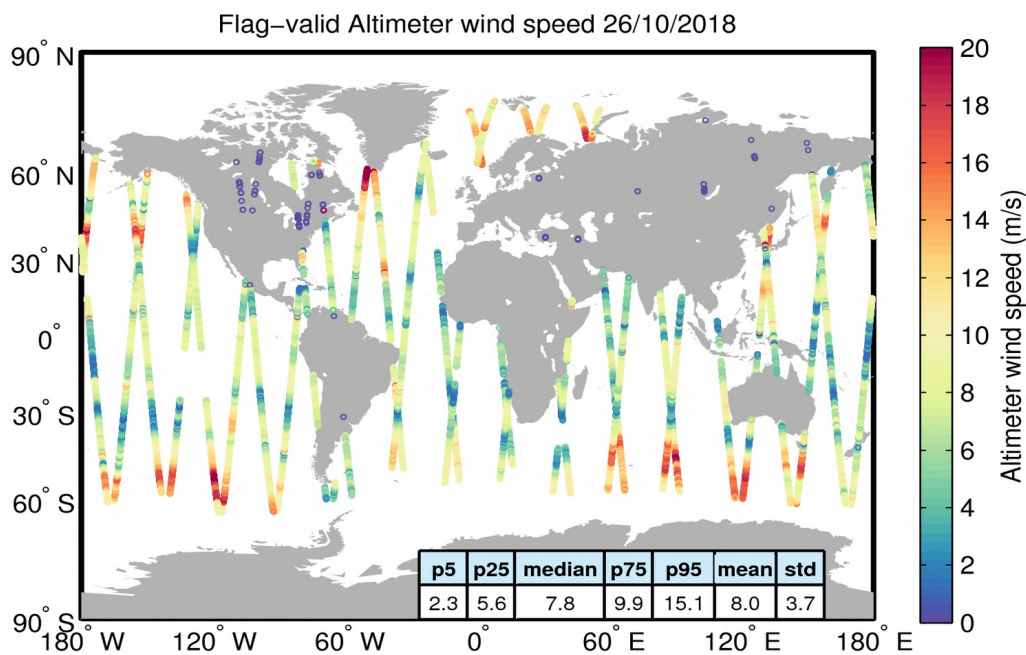 Flag−valid Altimeter wind speed 26/10/2018
90° N
60° N
30° N
0°
30° S
60° S
90° S
180° W
120° W
60° W
0°
60° E
120° E
180° E
p5 p25 median p75 p95 mean std
2.3 5.6 7.8 9.9 15.1 8.0 3.7
20
18
16
14
12
10
8
6
4
2
0
Altimeter wind speed (m/s)